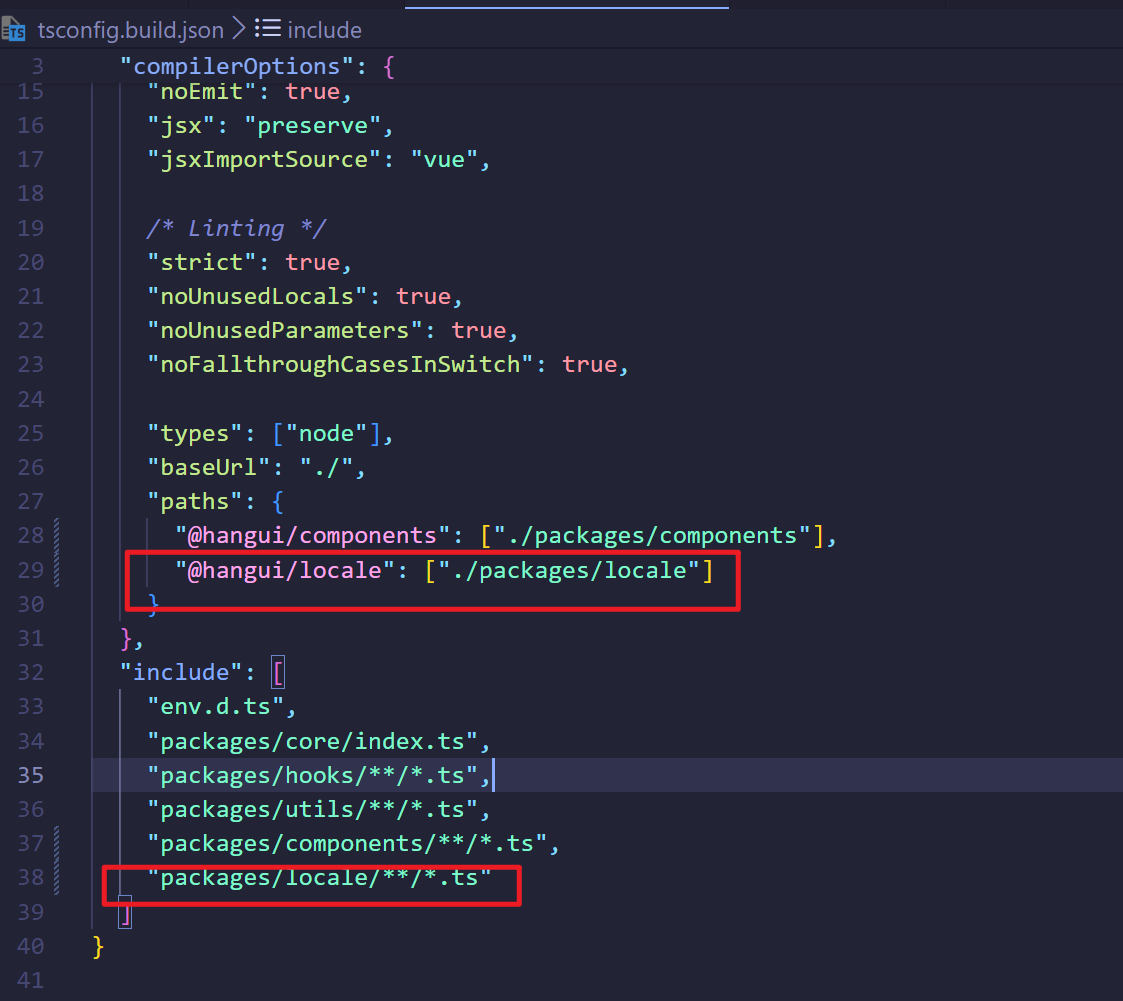 TS tsconfig.build.json > include
3 "compilerOptions": {
15 "noEmit": true,
16 "jsx": "preserve",
17 "jsxImportSource": "vue",
18
19 /* Linting */
20 "strict": true,
21 "noUnusedLocals": true,
22 "noUnusedParameters": true,
23 "noFallthroughCasesInSwitch": true,
24
25 "types": ["node"],
26 "baseUrl": "./",
27 "paths": {
28 "@hangui/components": ["./packages/components"],
29 "@hangui/locale": ["./packages/locale"]
30 }
31 },
32 "include": [
33 "env.d.ts",
34 "packages/core/index.ts",
35 "packages/hooks/**/*.ts",
36 "packages/utils/**/*.ts",
37 "packages/components/**/*.ts",
38 "packages/locale/**/*.ts"
39 ]
40 }
41